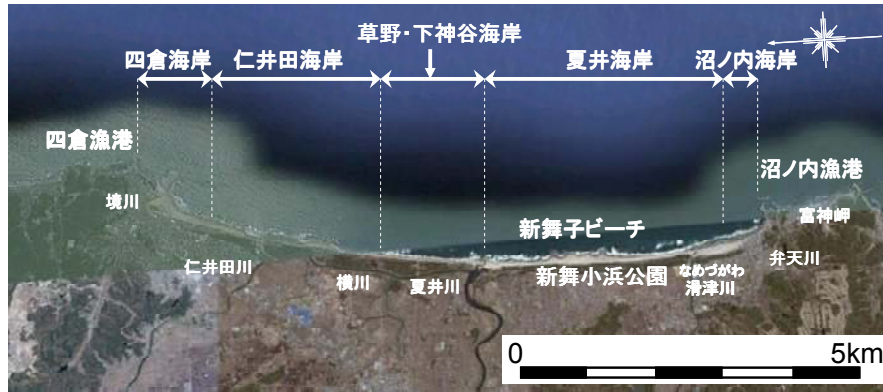 草野・下神谷海岸
四倉海岸
仁井田海岸
夏井海岸
沼ノ内海岸
四倉漁港
沼ノ内漁港
境川
富神岬
新舞子ビーチ
仁井田川
横川
夏井川
新舞小浜公園
なめづがわ
滑津川
弁天川
0
5km